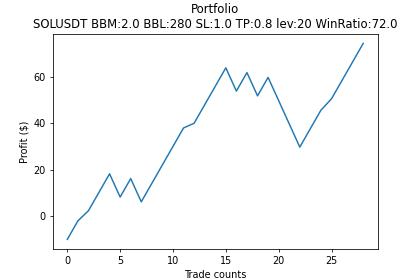 Portfolio
SOLUSDT BBM:2.0 BBL:280 SL:1.0 TP:0.8 lev:20 WinRatio:72.0
60
40
20
0
Profit ($)
0 5 10 15 20 25
Trade counts